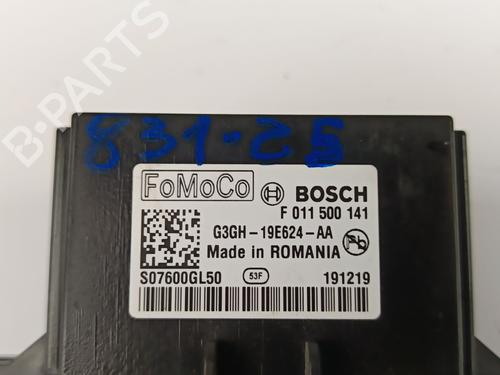 B-PARTS
831-25
FoMoCo BOSCH
F 011 500 141
G3GH-19E624-AA
Made in ROMANIA
S07600GL50 53F 191219